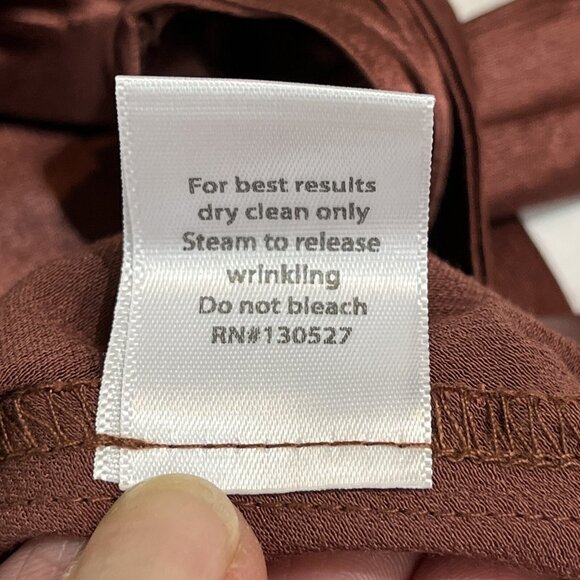 For best results
dry clean only
Steam to release
wrinkling
Do not bleach
RN#130527